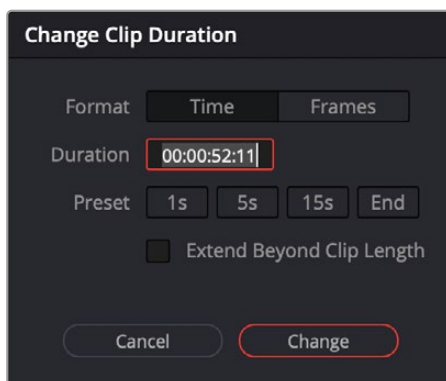 Change Clip Duration
Format Time Frames
Duration 00:00:52:11
Preset 1s 5s 15s End
Extend Beyond Clip Length
Cancel Change